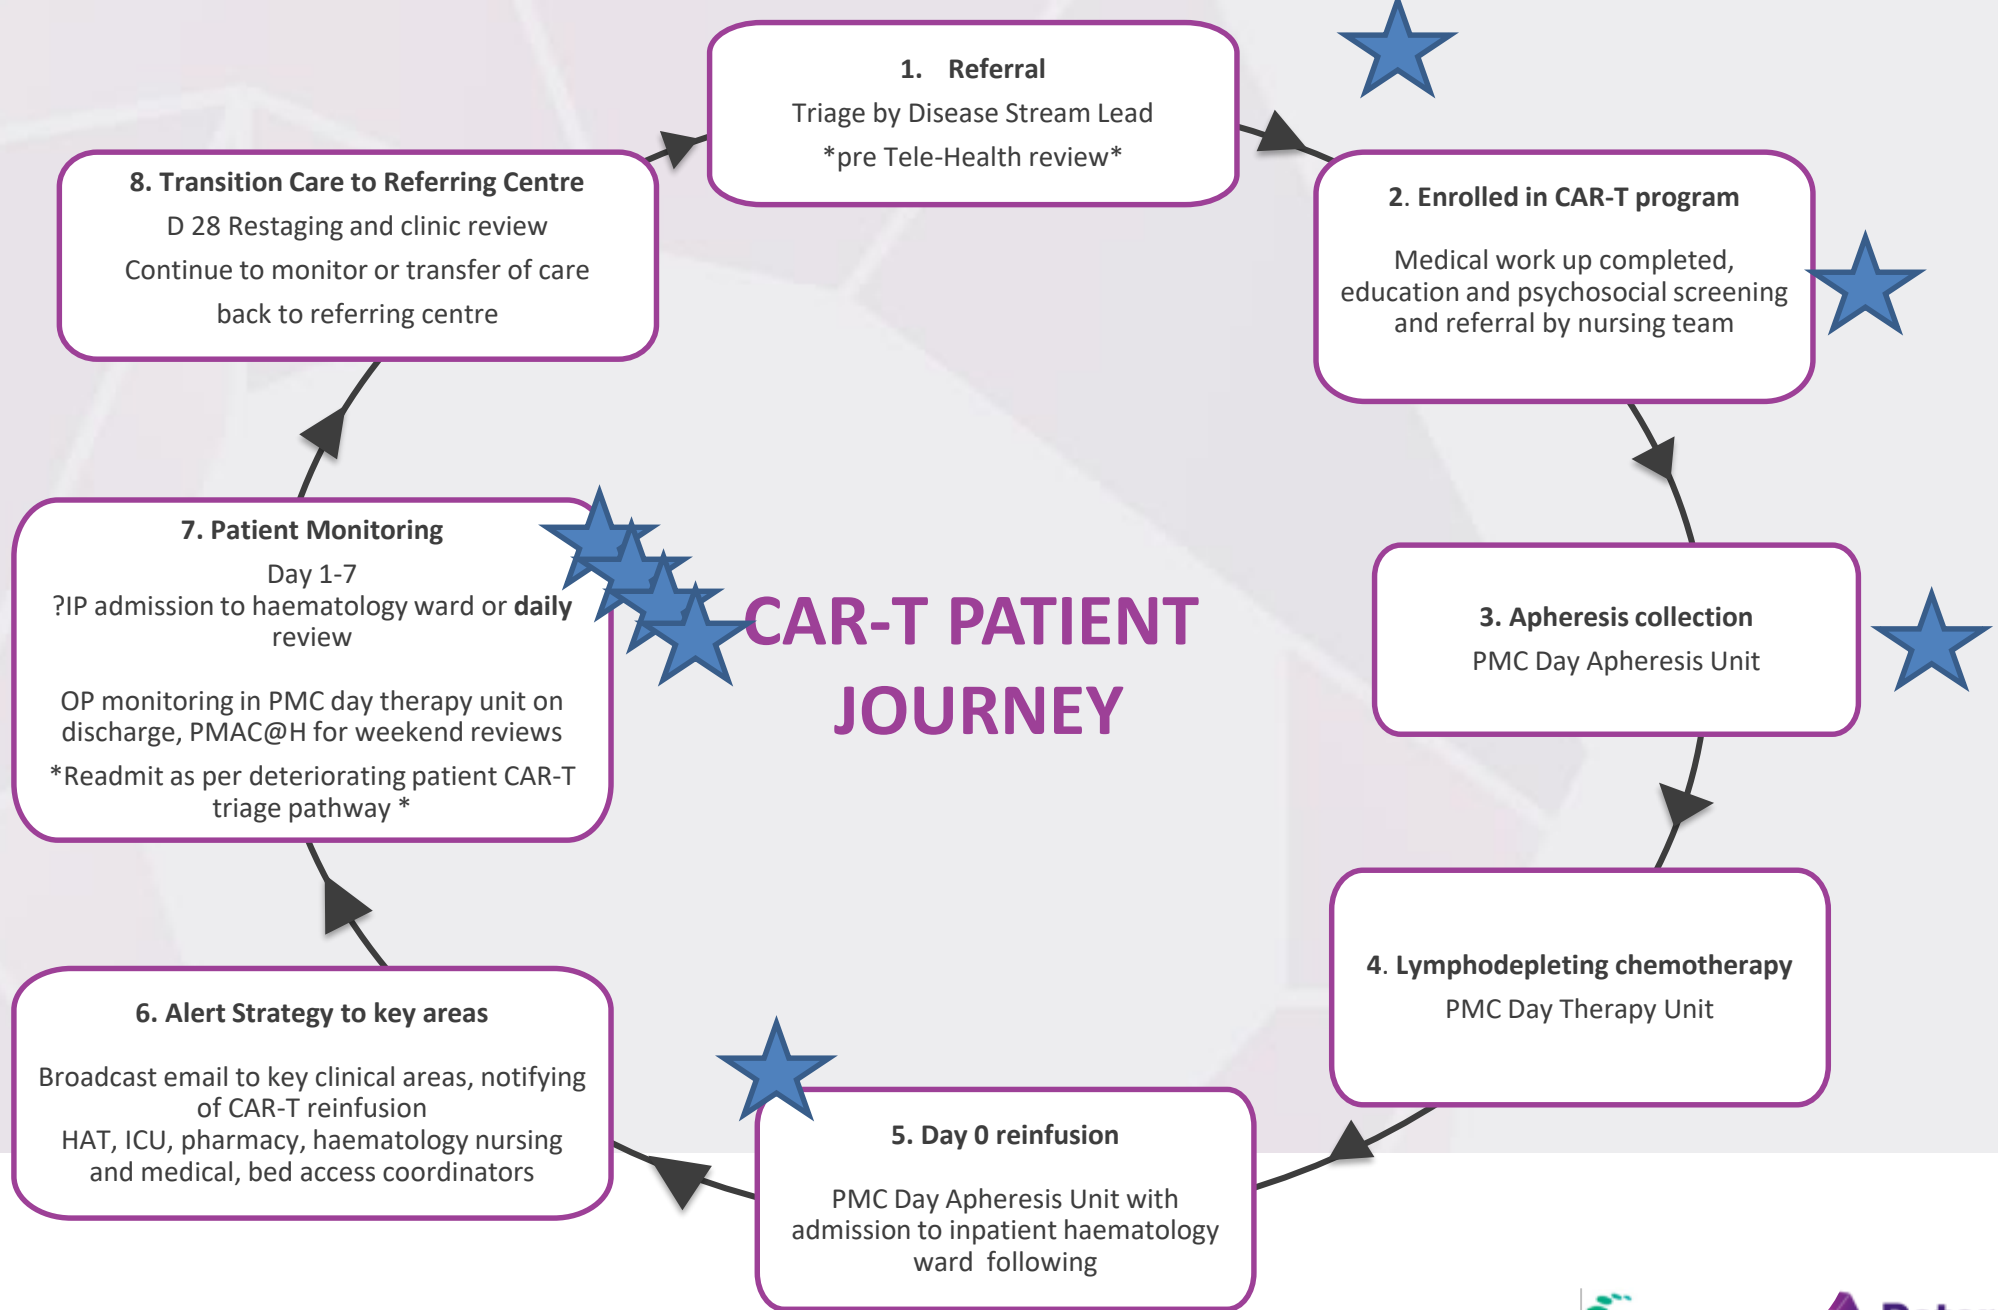 1. Referral
Triage by Disease Stream Lead
*pre Tele-Health review*
2. Enrolled in CAR-T program
Medical work up completed,
education and psychosocial screening
and referral by nursing team
3. Apheresis collection
PMC Day Apheresis Unit
4. Lymphodepleting chemotherapy
PMC Day Therapy Unit
5. Day 0 reinfusion
PMC Day Apheresis Unit with
admission to inpatient haematology
ward following
6. Alert Strategy to key areas
Broadcast email to key clinical areas, notifying
of CAR-T reinfusion
HAT, ICU, pharmacy, haematology nursing
and medical, bed access coordinators
7. Patient Monitoring
Day 1-7
?IP admission to haematology ward or daily
review
OP monitoring in PMC day therapy unit on
discharge, PMAC@H for weekend reviews
*Readmit as per deteriorating patient CAR-T
triage pathway *
8. Transition Care to Referring Centre
D 28 Restaging and clinic review
Continue to monitor or transfer of care
back to referring centre
CAR-T PATIENT
JOURNEY